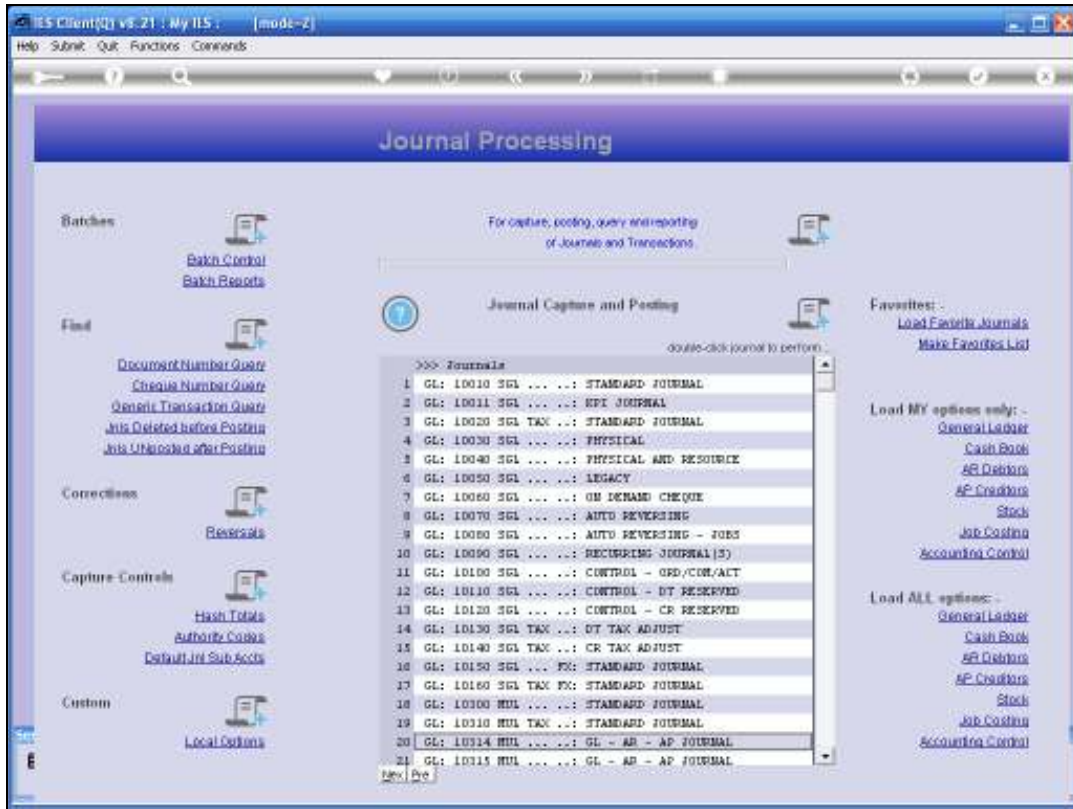 IES Client(Q) v8.21 : My IES : [mode-2]
Help Submit Quit Functions Commands
Journal Processing
Batches
Batch Control
Batch Reports
Find
Document Number Query
Cheque Number Query
Generic Transaction Query
Jnls Deleted before Posting
Jnls UNposted after Posting
Corrections
Reversals
Capture Controls
Hash Totals
Authority Codes
Default Jnl Sub Accts
Custom
Local Options
For capture, posting, query and reporting
of Journals and Transactions.
Journal Capture and Posting
double-click journal to perform...
>>> Journals
1 GL: 10010 SGL ... ..: STANDARD JOURNAL
2 GL: 10011 SGL ... ..: KPI JOURNAL
3 GL: 10020 SGL TAX ..: STANDARD JOURNAL
4 GL: 10030 SGL ... ..: PHYSICAL
5 GL: 10040 SGL ... ..: PHYSICAL AND RESOURCE
6 GL: 10050 SGL ... ..: LEGACY
7 GL: 10060 SGL ... ..: ON DEMAND CHEQUE
8 GL: 10070 SGL ... ..: AUTO REVERSING
9 GL: 10080 SGL ... ..: AUTO REVERSING - JOBS
10 GL: 10090 SGL ... ..: RECURRING JOURNAL(S)
11 GL: 10100 SGL ... ..: CONTROL - ORD/COM/ACT
12 GL: 10110 SGL ... ..: CONTROL - DT RESERVED
13 GL: 10120 SGL ... ..: CONTROL - CR RESERVED
14 GL: 10130 SGL TAX ..: DT TAX ADJUST
15 GL: 10140 SGL TAX ..: CR TAX ADJUST
16 GL: 10150 SGL ... FX: STANDARD JOURNAL
17 GL: 10160 SGL TAX FX: STANDARD JOURNAL
18 GL: 10300 MUL ... ..: STANDARD JOURNAL
19 GL: 10310 MUL TAX ..: STANDARD JOURNAL
20 GL: 10314 MUL ... ..: GL - AR - AP JOURNAL
21 GL: 10315 MUL ... ..: GL - AR - AP JOURNAL
Nex Pre
Favorites: -
Load Favorite Journals
Make Favorites List
Load MY options only: -
General Ledger
Cash Book
AR Debtors
AP Creditors
Stock
Job Costing
Accounting Control
Load ALL options: -
General Ledger
Cash Book
AR Debtors
AP Creditors
Stock
Job Costing
Accounting Control